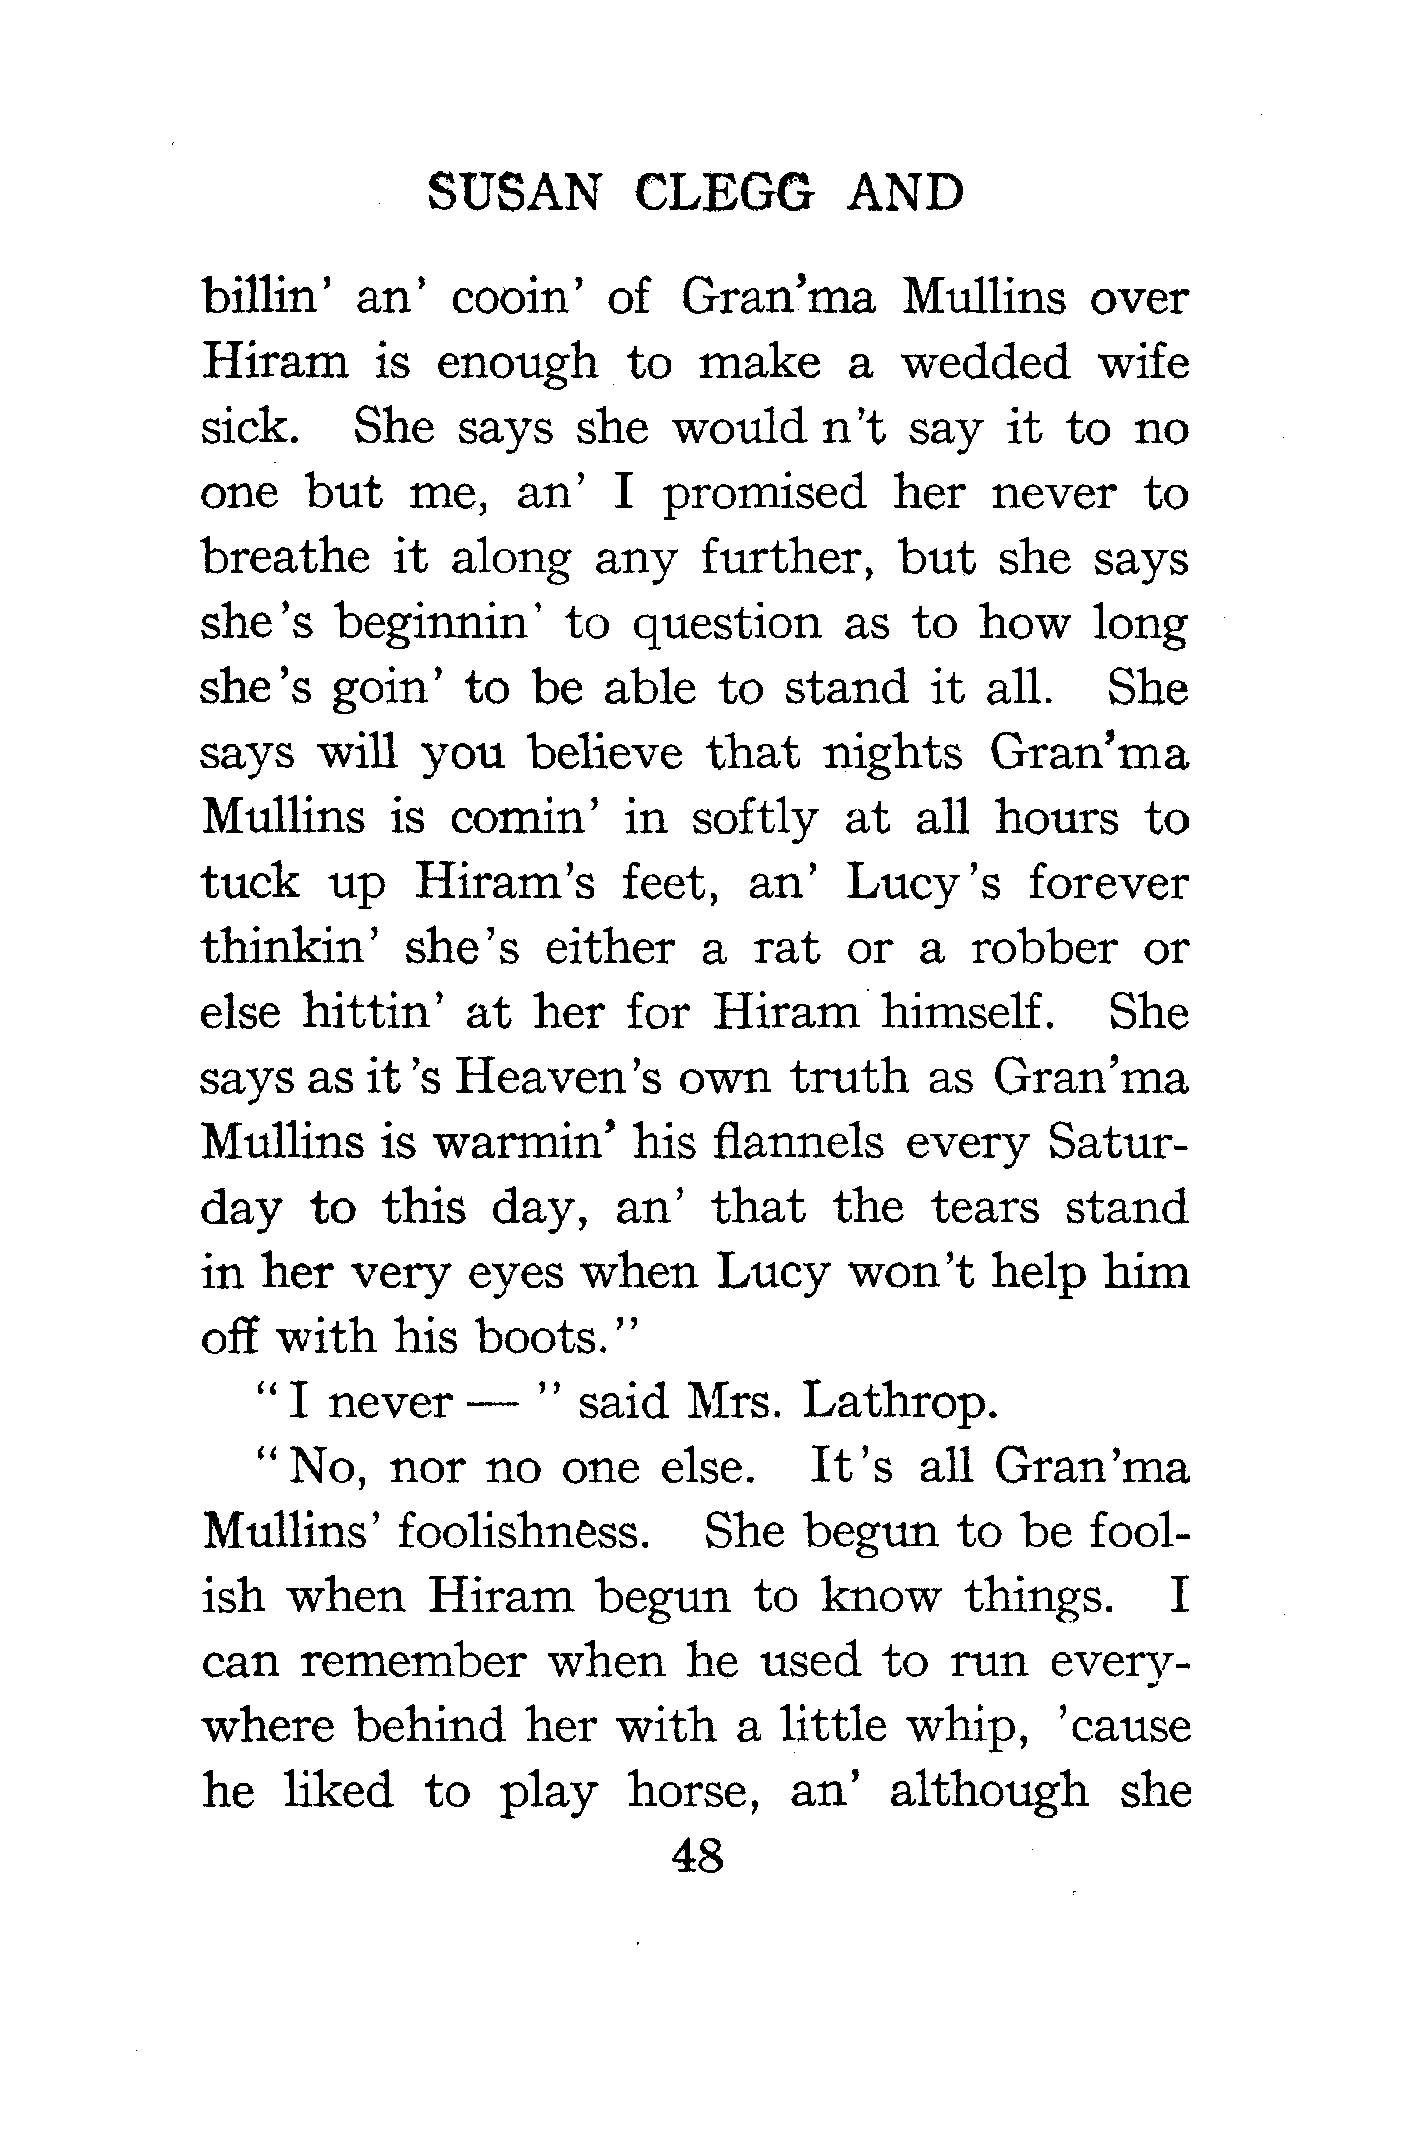 SUSAN CLEGG AND
billin' an' cooin' of Gran'ma Mullins over
Hiram is enough to make a wedded wife
sick. She says she would n't say it to no
one but me, an' I promised her never to
breathe it along any further, but she says
she 's beginnin' to question as to how long
she 's goin' to be able to stand it all. She
says will you believe that nights Gran'ma
Mullins is comin' in softly at all hours to
tuck up Hiram's feet, an' Lucy 's forever
thinkin' she 's either a rat or a robber or
else hittin' at her for Hiram himself. She
says as it 's Heaven's own truth as Gran'ma
Mullins is warmin' his flannels every Satur-
day to this day, an' that the tears stand
in her very eyes when Lucy won't help him
off with his boots."
"I never — " said Mrs. Lathrop.
"No, nor no one else. It 's all Gran'ma
Mullins' foolishness. She begun to be fool-
ish when Hiram begun to know things. I
can remember when he used to run every-
where behind her with a little whip, 'cause
he liked to play horse, an' although she
48